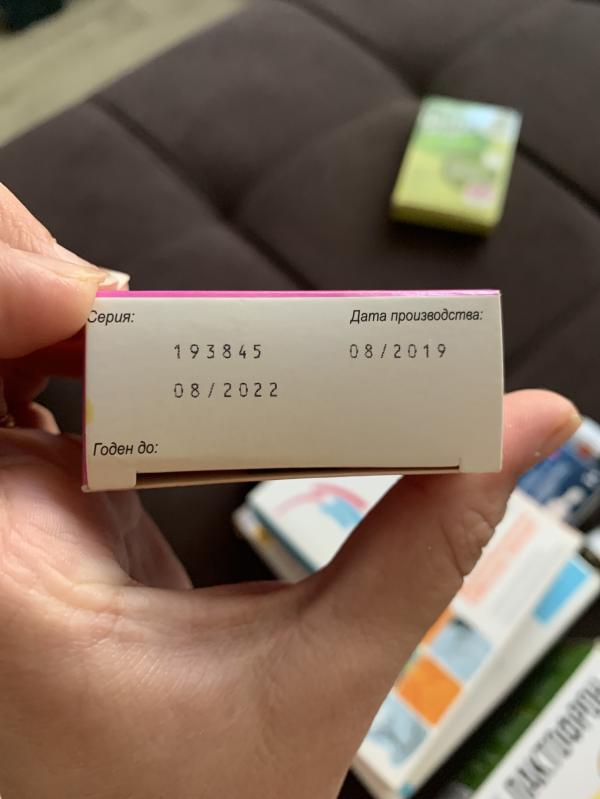 Серия:
Дата производства:
193845
08/2019
08/2022
Годен до: